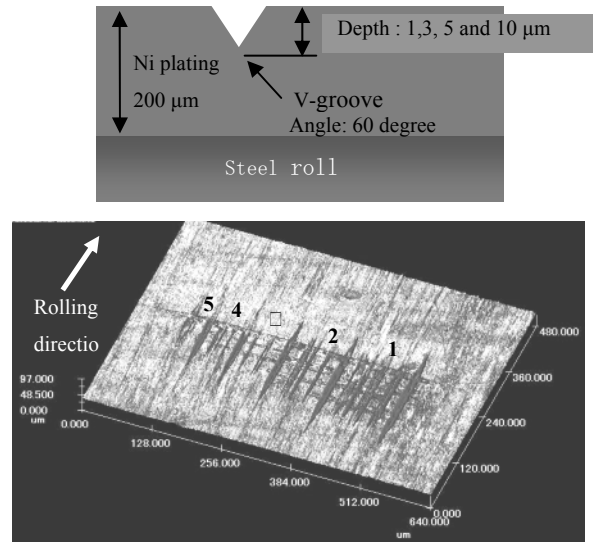 Depth : 1,3, 5 and 10 μm
Ni plating
200 μm
V-groove
Angle: 60 degree
Steel roll
Rolling
directio
5
4
□
2
1
97.000
48.500
0.000
um
0.000
128.000
256.000
384.000
512.000
640.000
um
0.000
120.000
240.000
360.000
480.000